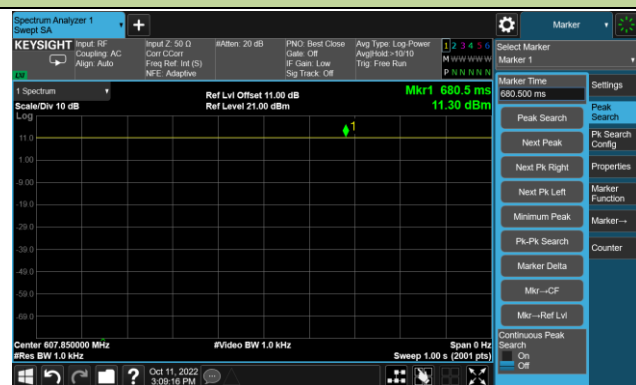 Spectrum Analyzer 1
Swept SA
Marker
KEYSIGHT
Input: RF
Coupling: AC
Align: Auto
Input Z: 50 Ω
Corr CCorr
Freq Ref: Int (S)
NFE: Adaptive
#Atten: 20 dB
PNO: Best Close
Gate: Off
IF Gain: Low
Sig Track: Off
Avg Type: Log-Power
Avg|Hold:>10/10
Trig: Free Run
1 2 3 4 5 6
M W W W W W
P N N N N N
Select Marker
Marker 1
LW
1 Spectrum
Scale/Div 10 dB
Log
Ref Lvl Offset 11.00 dB
Ref Level 21.00 dBm
Mkr1 680.5 ms
11.30 dBm
1
11.0
1.00
-9.00
-19.0
-29.0
-39.0
-49.0
-59.0
-69.0
Center 607.850000 MHz
#Res BW 1.0 kHz
#Video BW 1.0 kHz
Span 0 Hz
Sweep 1.00 s (2001 pts)
Marker Time
680.500 ms
Peak Search
Next Peak
Next Pk Right
Next Pk Left
Minimum Peak
Pk-Pk Search
Marker Delta
Mkr→CF
Mkr→Ref Lvl
Continuous Peak
Search
On
Off
Settings
Peak
Search
Pk Search
Config
Properties
Marker
Function
Marker→
Counter
?
Oct 11, 2022
3:09:16 PM